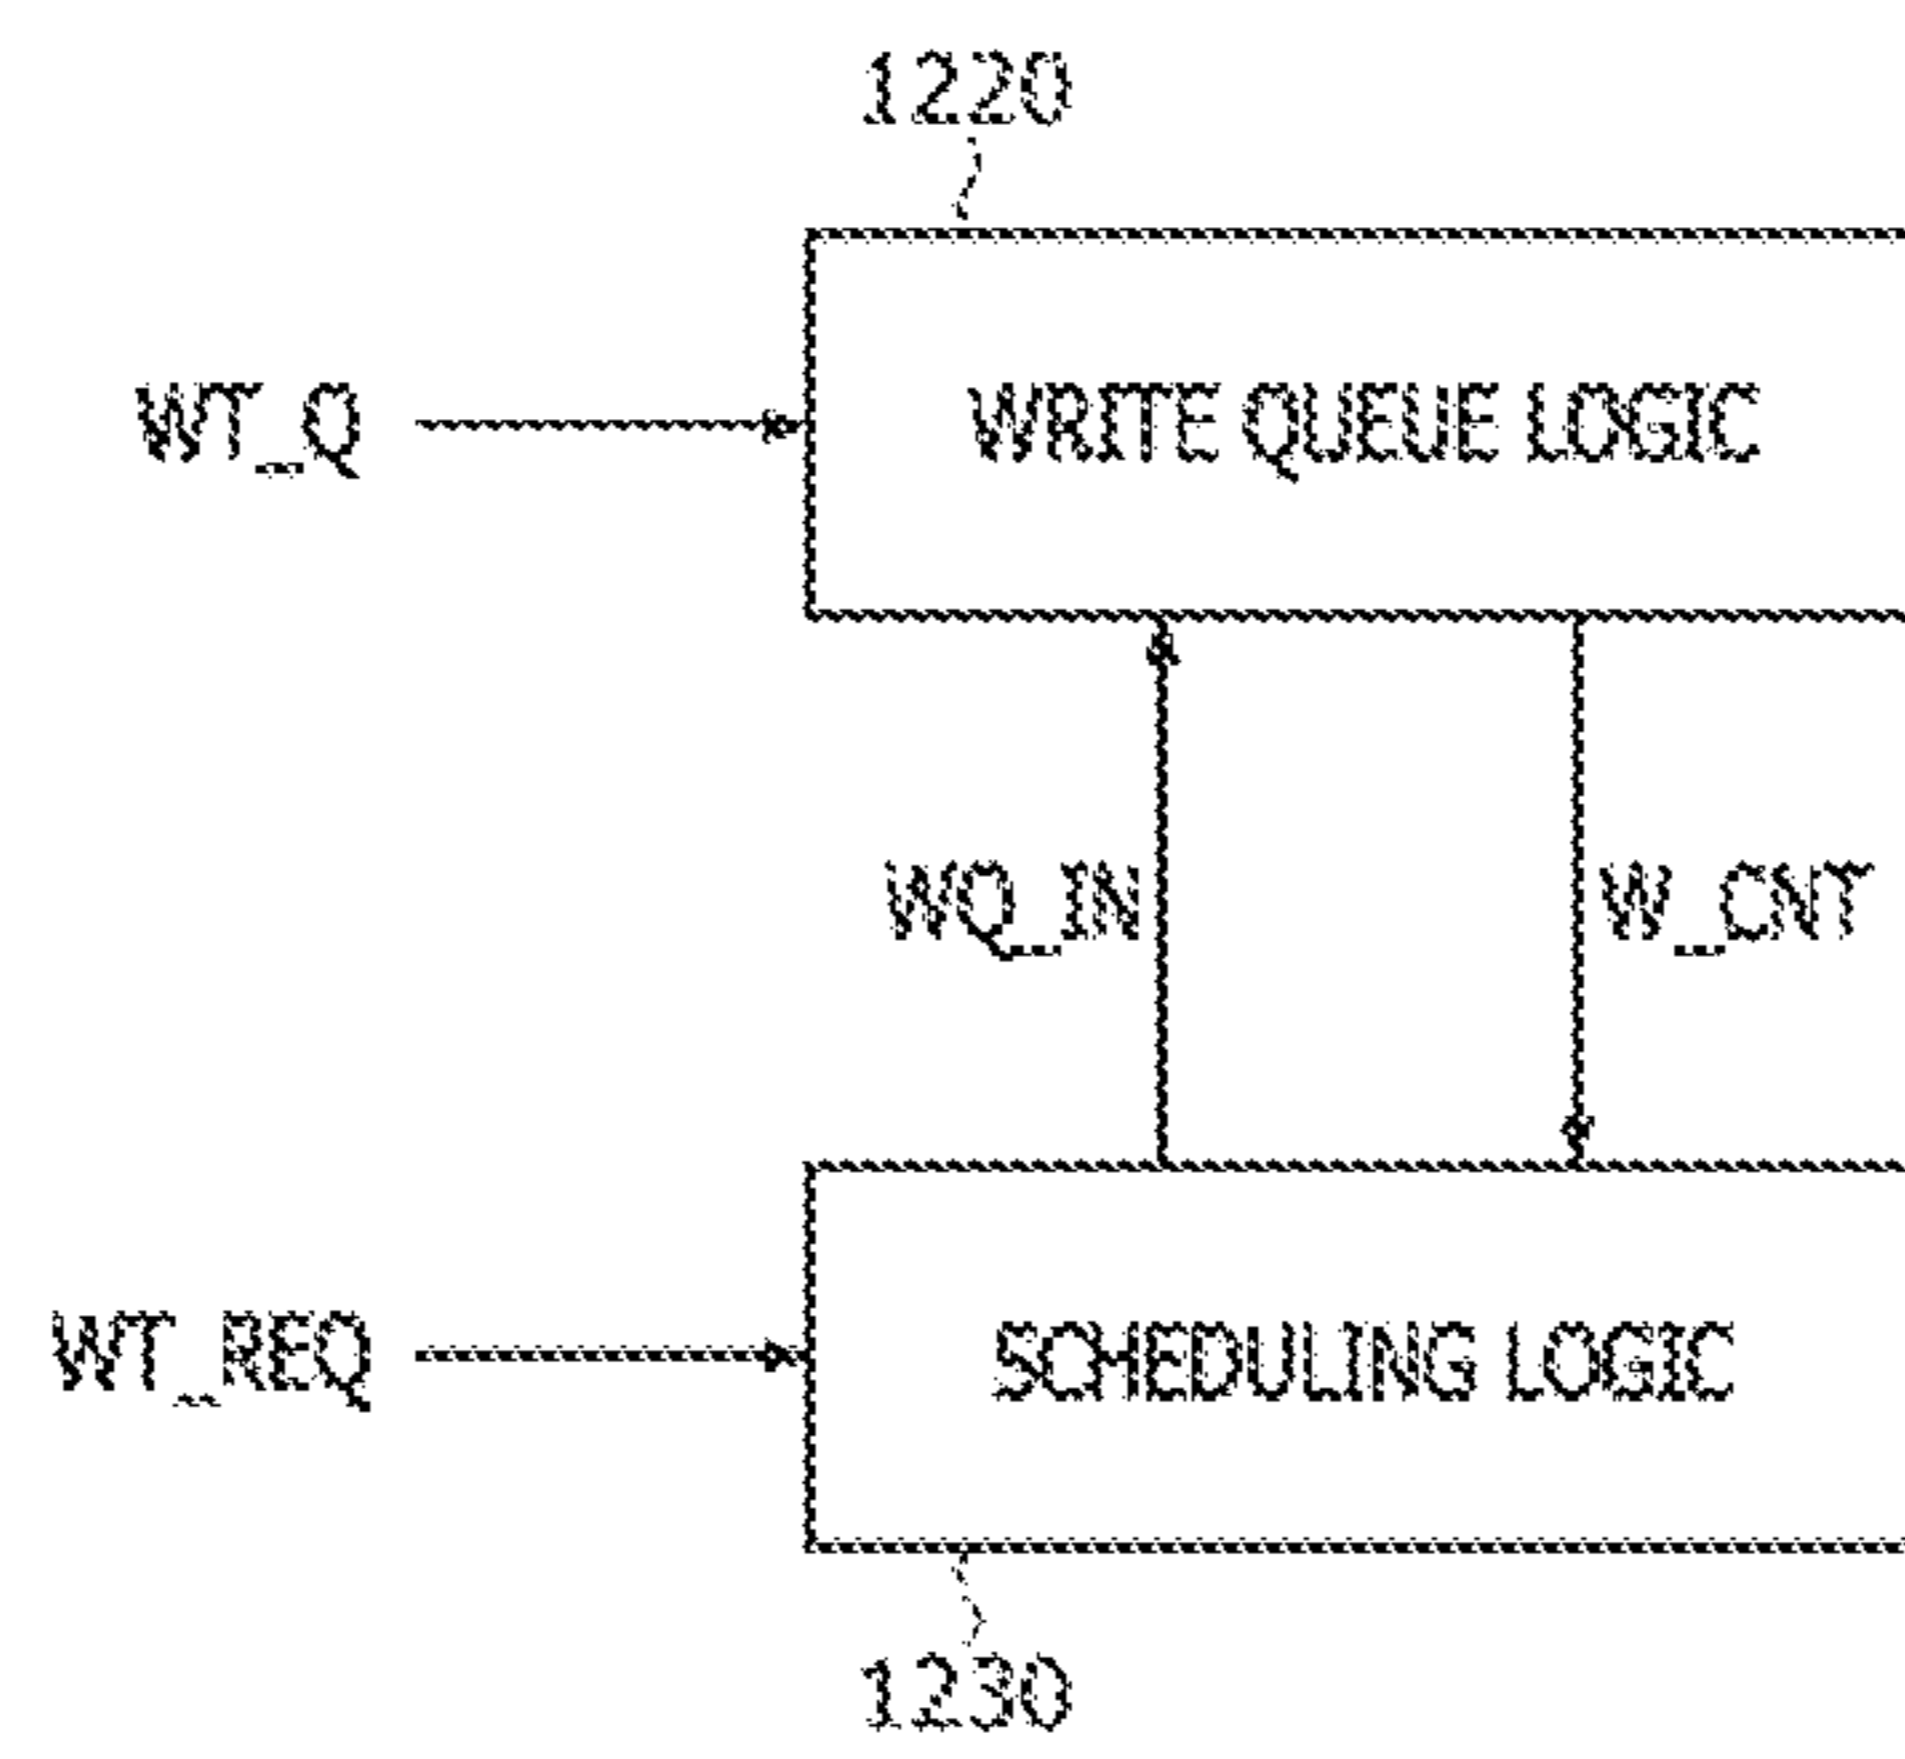 1220
WT_Q
WRITE QUEUE LOGIC
WQ_IN
W_CNT
WT_REQ
SCHEDULING LOGIC
1230